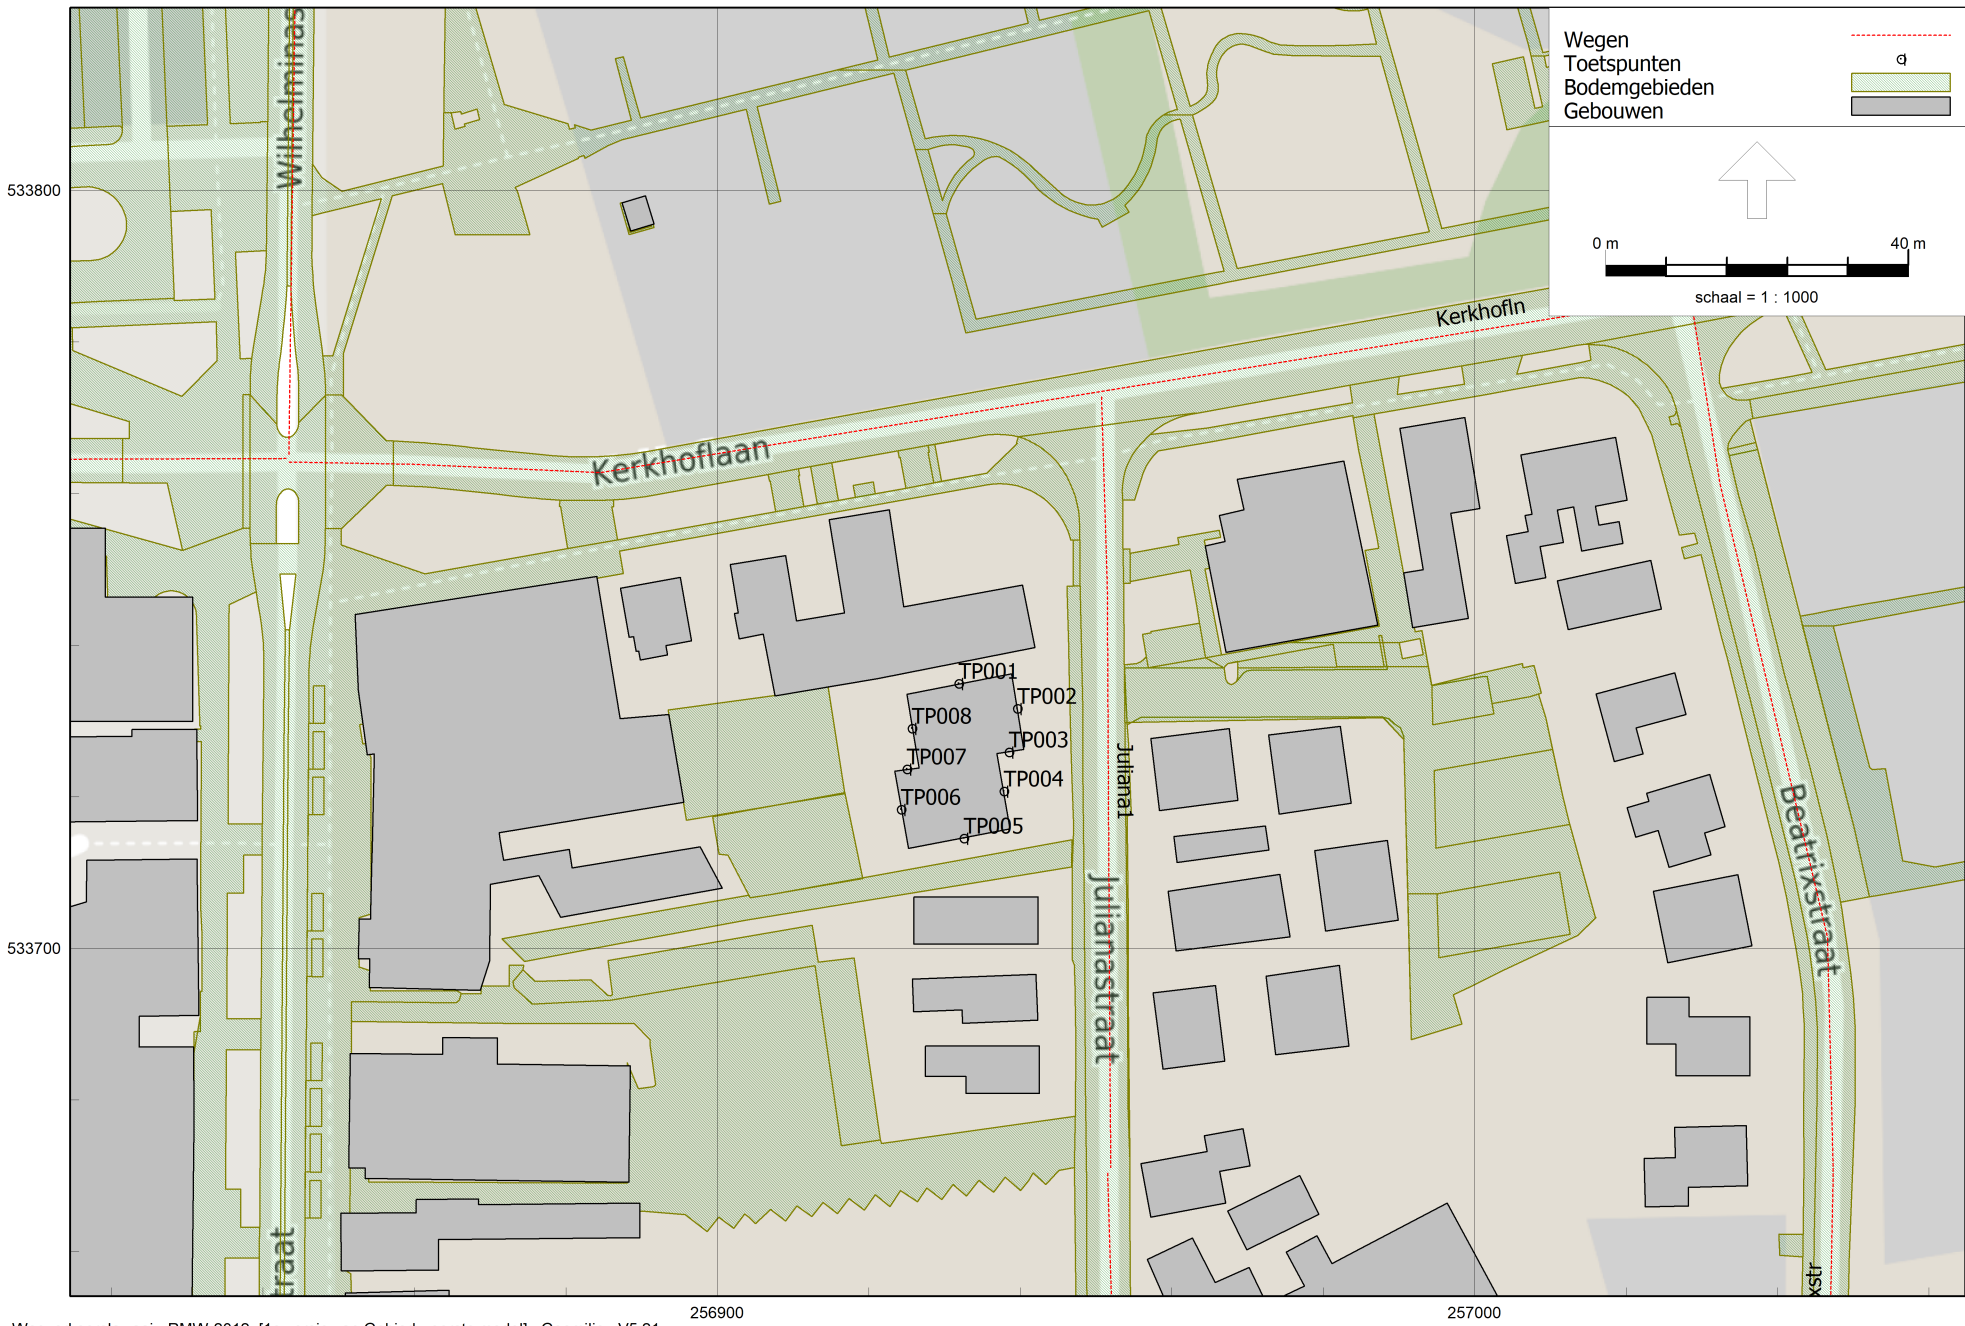 Wegen
Toetspunten
Bodemgebieden
Gebouwen
0 m
40 m
schaal = 1 : 1000
Wilhelminas
533800
Kerkhofln
Kerkhoflaan
TP001
TP002
TP008
TP003
TP007
TP004
TP006
TP005
Juliana1
Julianastraat
Beatrixstraat
533700
traat
xstr
256900
257000